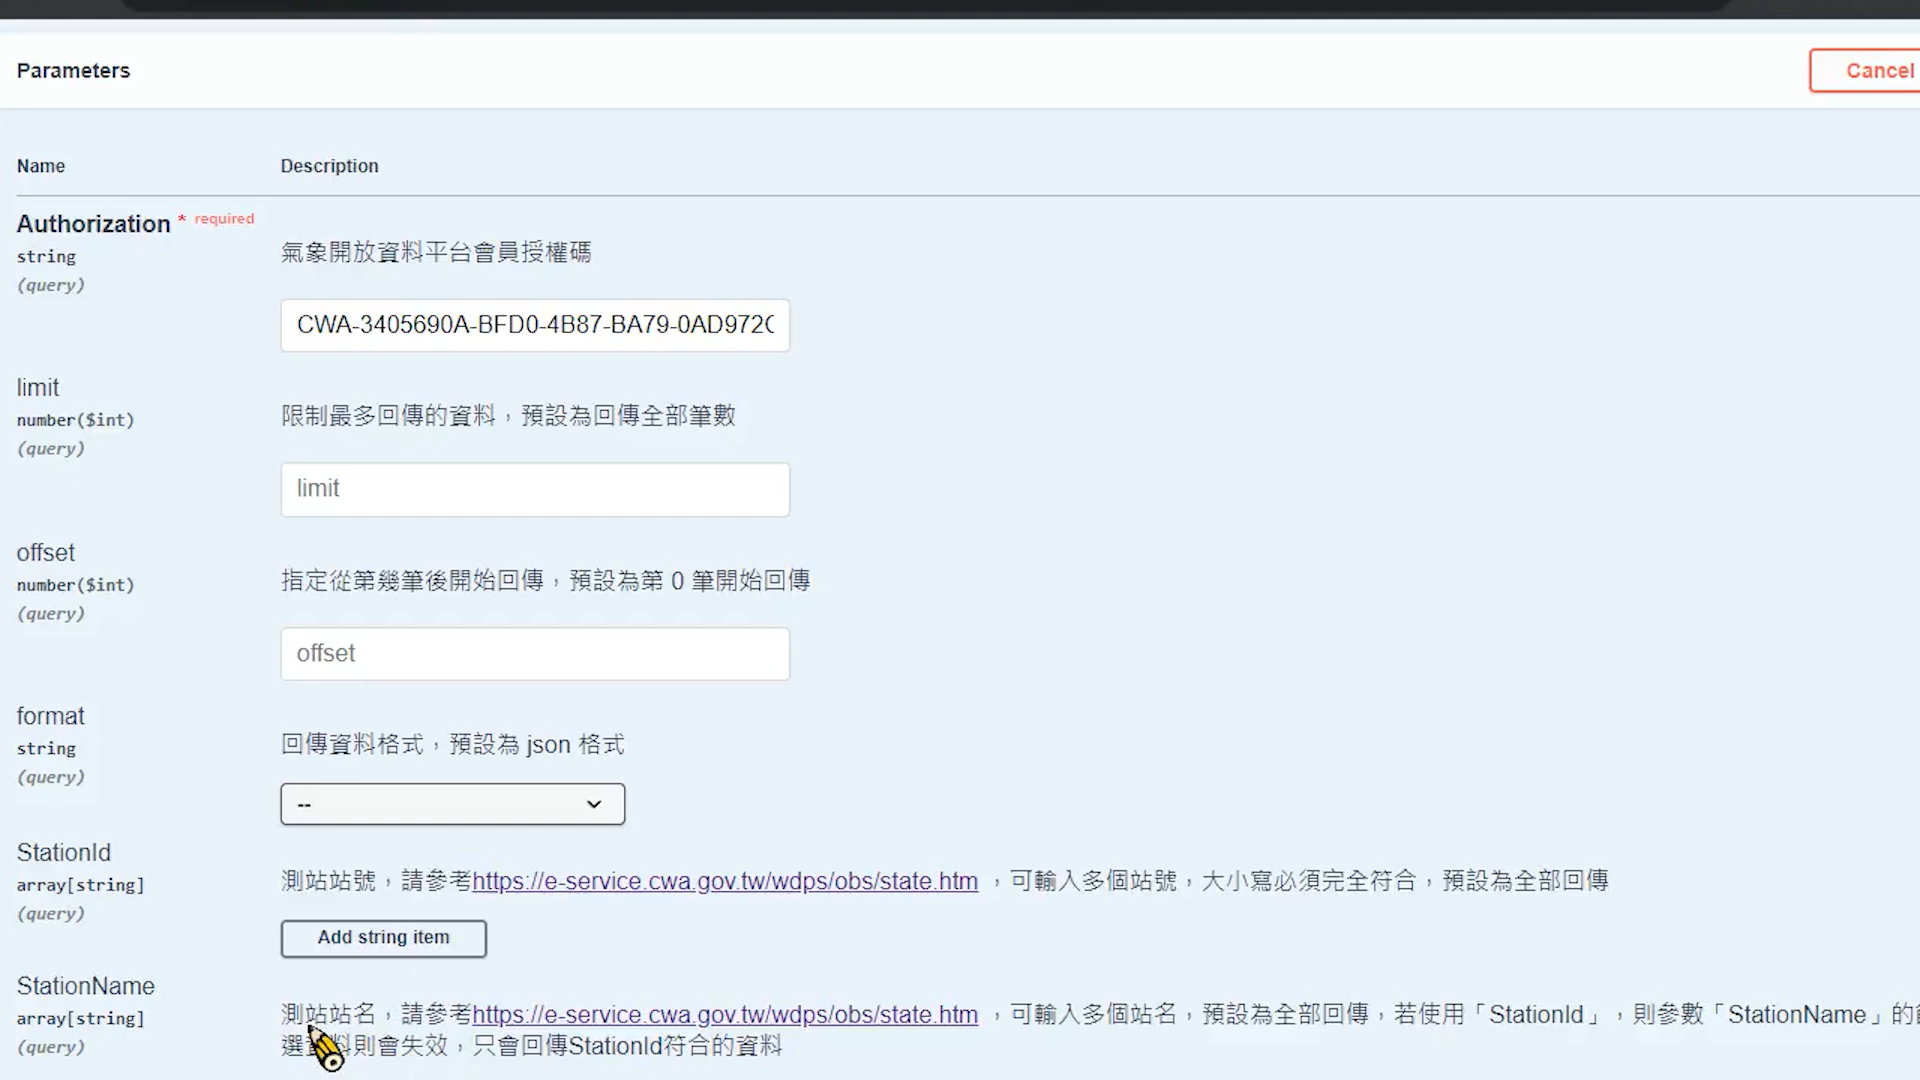 Parameters
Cancel
Name Description
Authorization * required
string
(query)
氣象開放資料平台會員授權碼
CWA-3405690A-BFD0-4B87-BA79-0AD972
limit
number($int)
(query)
限制最多回傳的資料，預設為回傳全部筆數
limit
offset
number($int)
(query)
指定從第幾筆後開始回傳，預設為第 0 筆開始回傳
offset
format
string
(query)
回傳資料格式，預設為 json 格式
--
StationId
array[string]
(query)
測站站號，請參考https://e-service.cwa.gov.tw/wdps/obs/state.htm ，可輸入多個站號，大小寫必須完全符合，預設為全部回傳
Add string item
StationName
array[string]
(query)
測站站名，請參考https://e-service.cwa.gov.tw/wdps/obs/state.htm ，可輸入多個站名，預設為全部回傳，若使用「StationId」，則參數「StationName」的
選資料則會失效，只會回傳StationId符合的資料